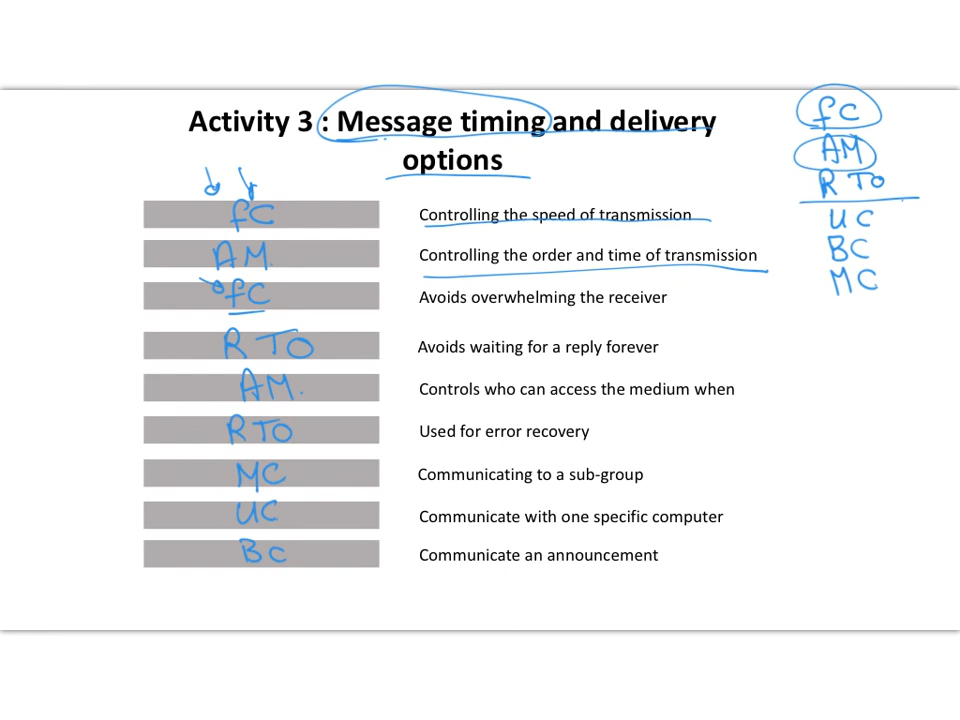 Activity 3 : Message timing and delivery
options
fC
AM
RTO
UC
BC
MC
fC Controlling the speed of transmission
AM. Controlling the order and time of transmission
fC Avoids overwhelming the receiver
RTO Avoids waiting for a reply forever
AM. Controls who can access the medium when
RTO Used for error recovery
MC Communicating to a sub-group
UC Communicate with one specific computer
BC Communicate an announcement